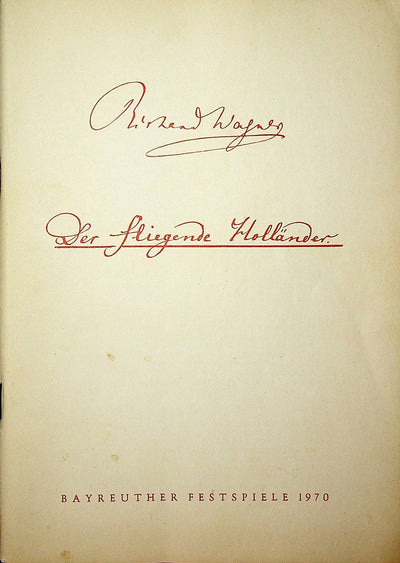 Richard Wagner
Der fliegende Holländer.
BAYREUTHER FESTSPIELE 1970